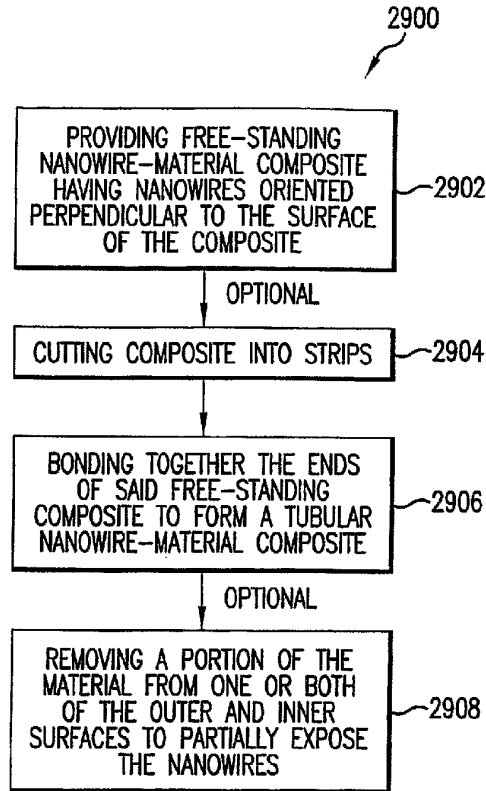 2900
PROVIDING FREE-STANDING
NANOWIRE-MATERIAL COMPOSITE
HAVING NANOWIRES ORIENTED
PERPENDICULAR TO THE SURFACE
OF THE COMPOSITE
2902
OPTIONAL
CUTTING COMPOSITE INTO STRIPS
2904
BONDING TOGETHER THE ENDS
OF SAID FREE-STANDING
COMPOSITE TO FORM A TUBULAR
NANOWIRE-MATERIAL COMPOSITE
2906
OPTIONAL
REMOVING A PORTION OF THE
MATERIAL FROM ONE OR BOTH
OF THE OUTER AND INNER
SURFACES TO PARTIALLY EXPOSE
THE NANOWIRES
2908